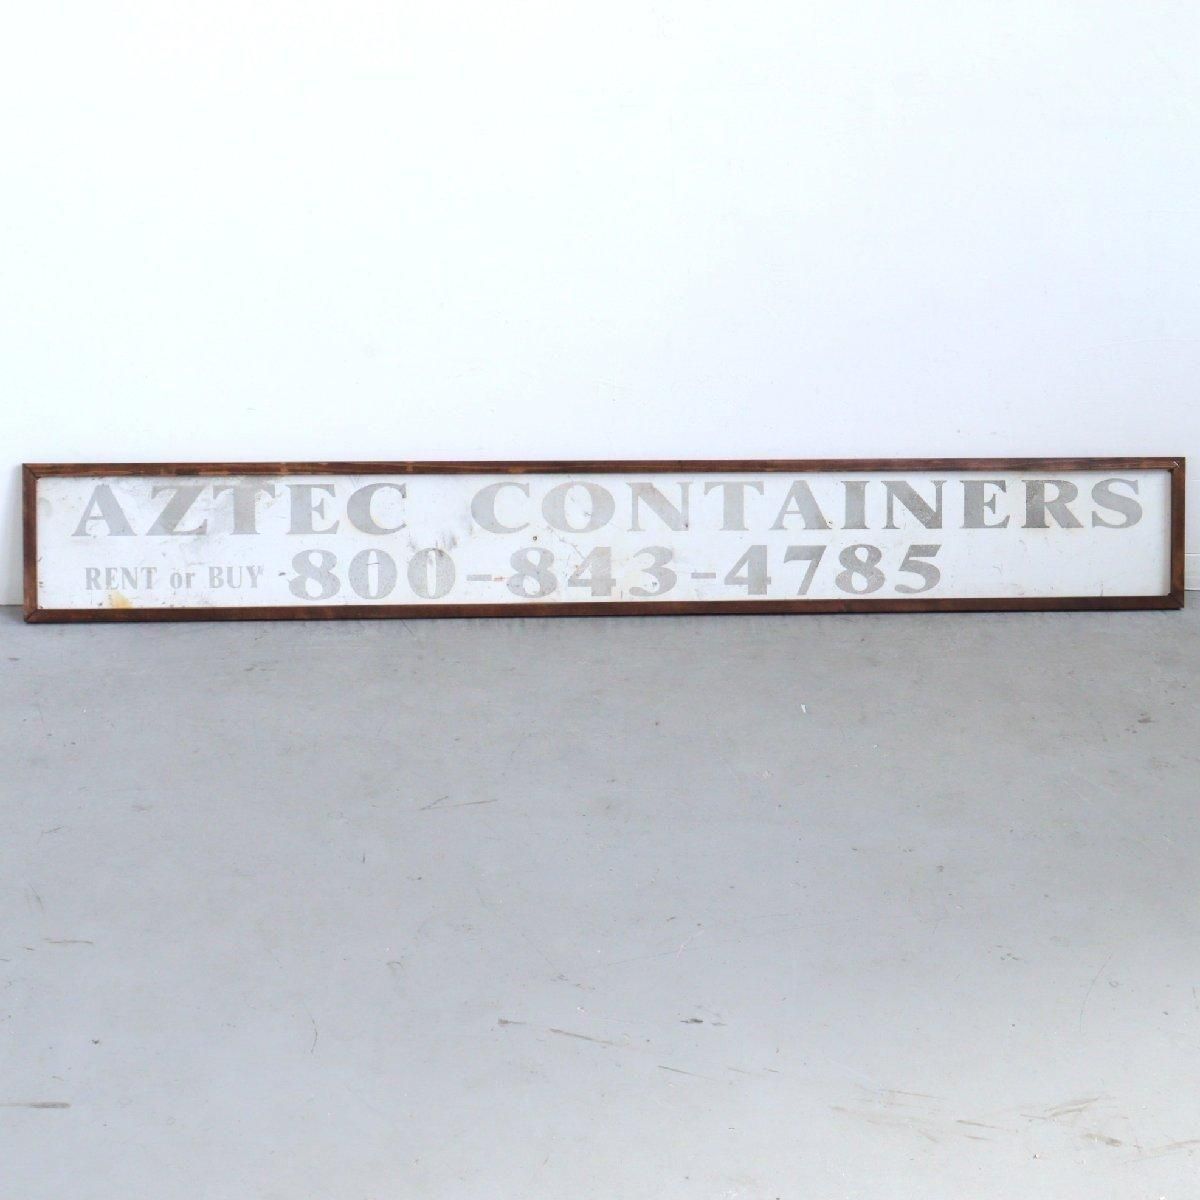 AZTEC CONTAINERS
RENT or BUY 800-843-4785